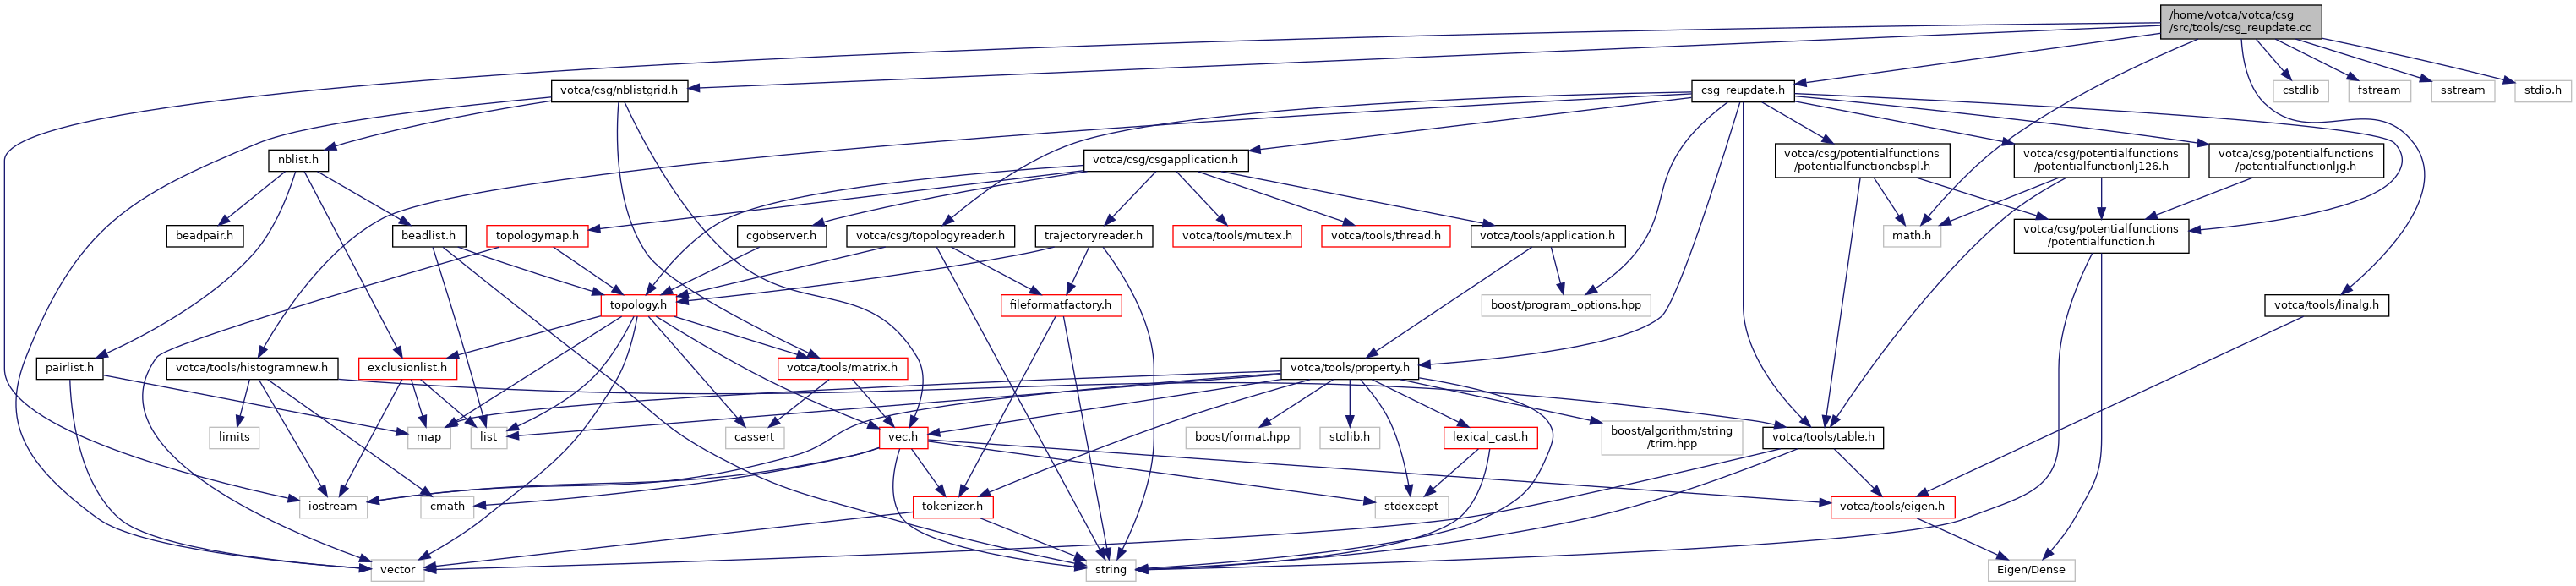 /home/votca/votca/csg
/src/tools/csg_reupdate.cc
votca/csg/nblistgrid.h
csg_reupdate.h
cstdlib
fstream
sstream
stdio.h
nblist.h
votca/csg/csgapplication.h
votca/csg/potentialfunctions
/potentialfunctioncbspl.h
votca/csg/potentialfunctions
/potentialfunctionlj126.h
votca/csg/potentialfunctions
/potentialfunctionljg.h
beadpair.h
beadlist.h
topologymap.h
cgobserver.h
votca/csg/topologyreader.h
trajectoryreader.h
votca/tools/mutex.h
votca/tools/thread.h
votca/tools/application.h
math.h
votca/csg/potentialfunctions
/potentialfunction.h
topology.h
fileformatfactory.h
boost/program_options.hpp
votca/tools/linalg.h
pairlist.h
votca/tools/histogramnew.h
exclusionlist.h
votca/tools/matrix.h
votca/tools/property.h
limits
map
list
cassert
vec.h
boost/format.hpp
stdlib.h
lexical_cast.h
boost/algorithm/string
/trim.hpp
votca/tools/table.h
iostream
cmath
tokenizer.h
stdexcept
votca/tools/eigen.h
vector
string
Eigen/Dense